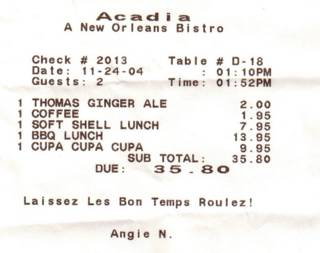 Acadia
A New Orleans Bistro
Check # 2013 Table # D-18
Date: 11-24-04 : 01:10PM
Guests: 2 Time: 01:52PM
1 THOMAS GINGER ALE 2.00
1 COFFEE 1.95
1 SOFT SHELL LUNCH 7.95
1 BBQ LUNCH 13.95
1 CUPA CUPA CUPA 9.95
SUB TOTAL: 35.80
DUE: 35.80
Laissez Les Bon Temps Roulez!
Angie N.